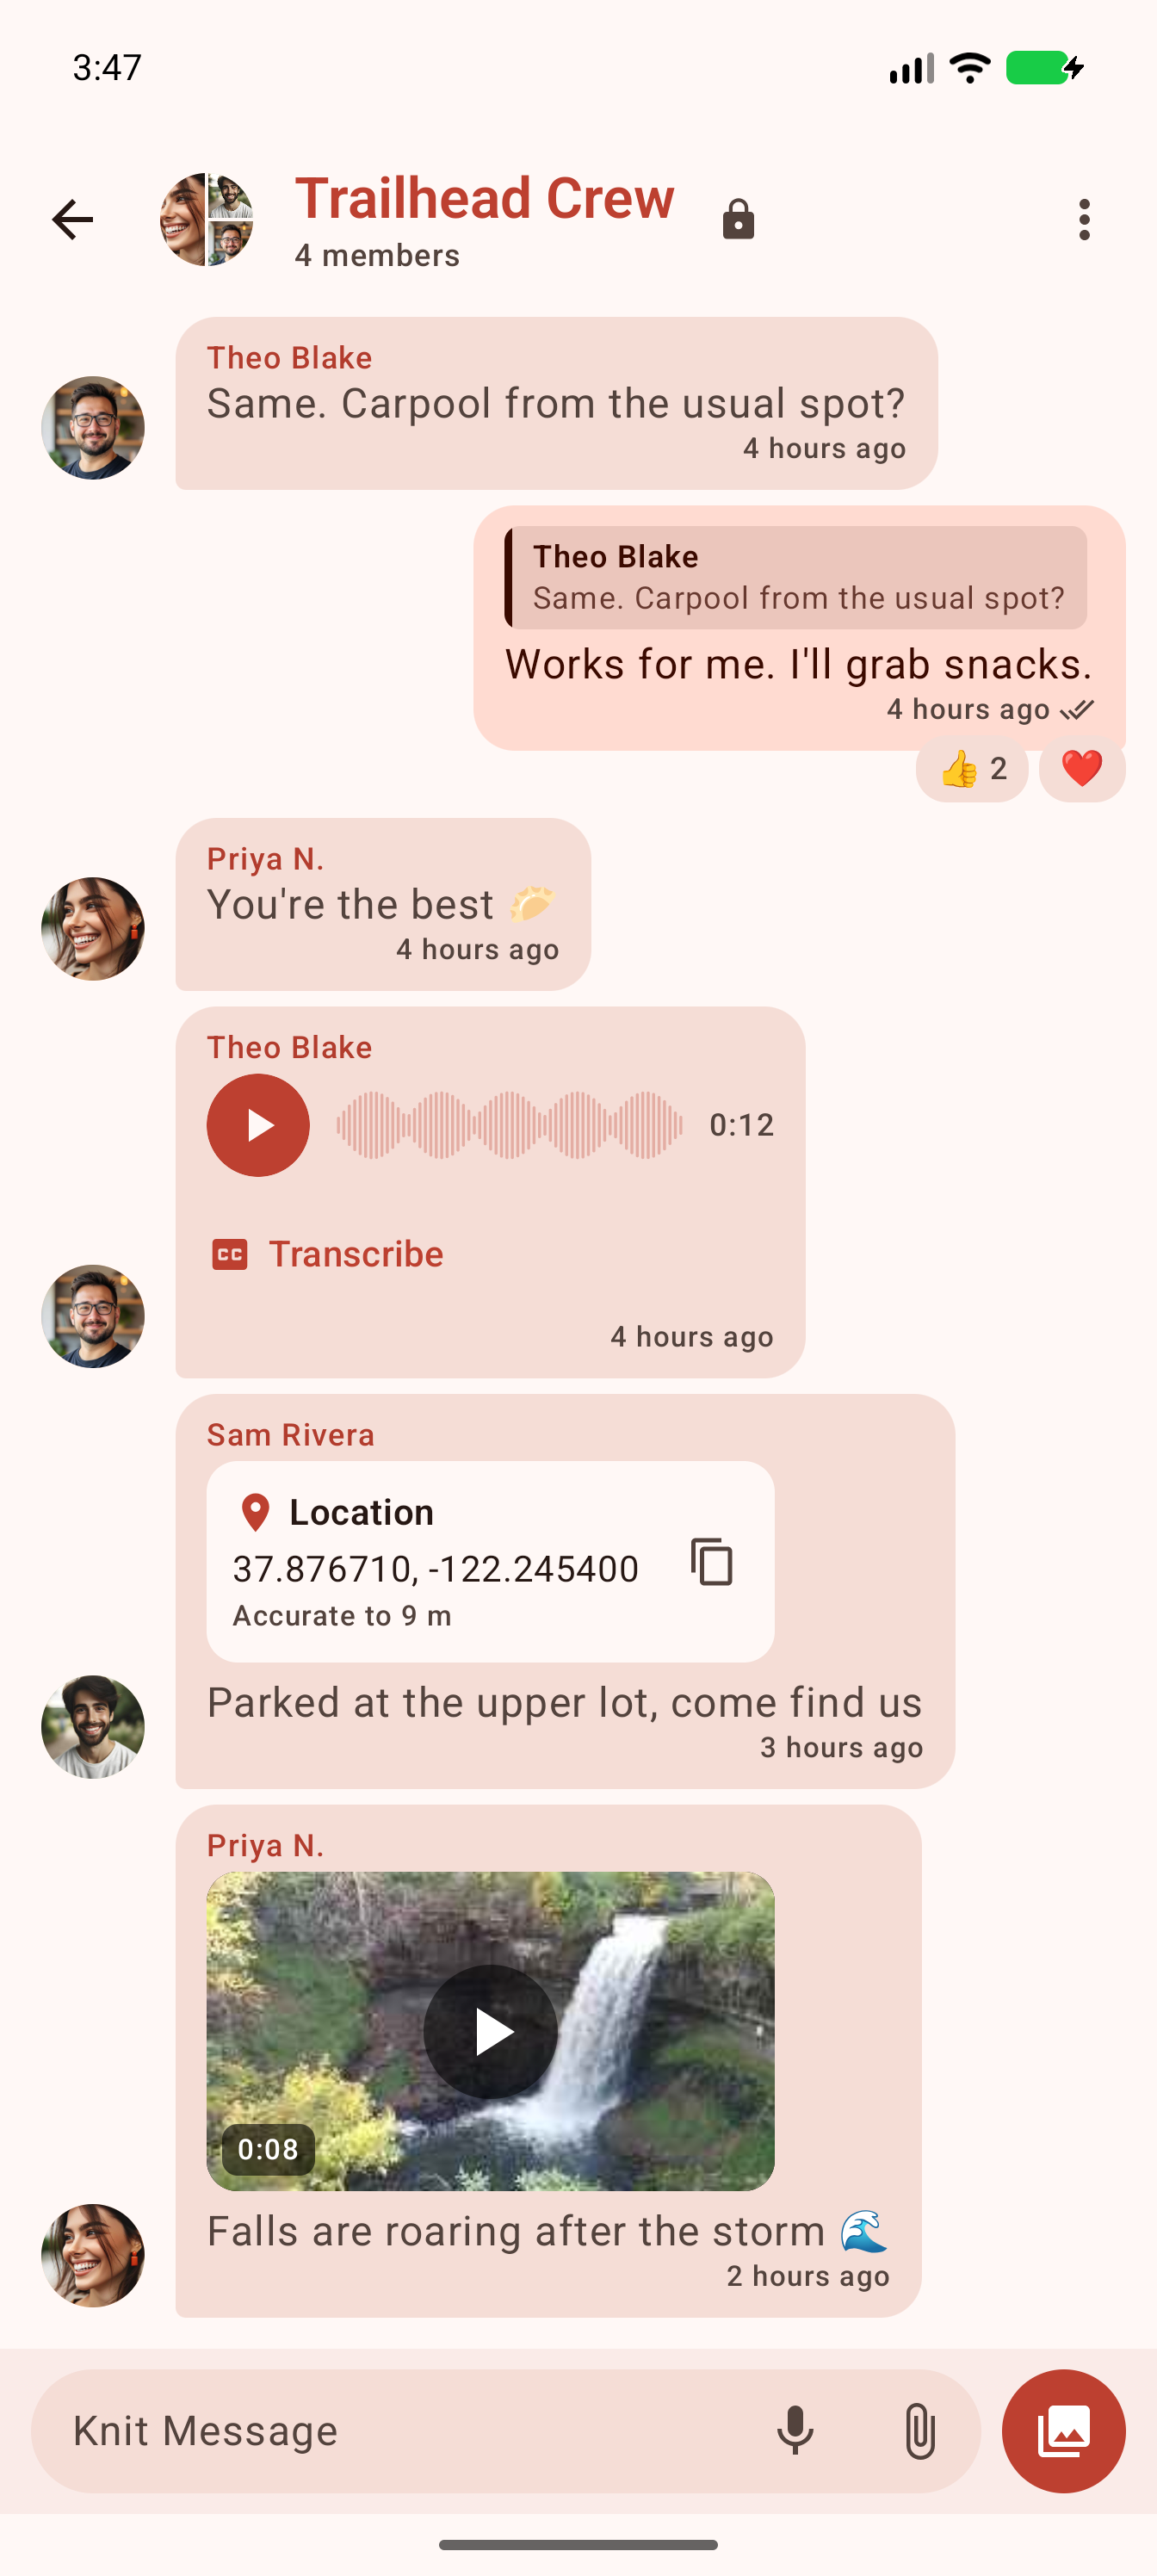 3:47
Trailhead Crew
4 members
Theo Blake
Same. Carpool from the usual spot?
4 hours ago
Theo Blake
Same. Carpool from the usual spot?
Works for me. I'll grab snacks.
4 hours ago
👍 2 ❤️
Priya N.
You're the best 🥟
4 hours ago
Theo Blake
0:12
CC Transcribe
4 hours ago
Sam Rivera
Location
37.876710, -122.245400
Accurate to 9 m
Parked at the upper lot, come find us
3 hours ago
Priya N.
0:08
Falls are roaring after the storm 🌊
2 hours ago
Knit Message